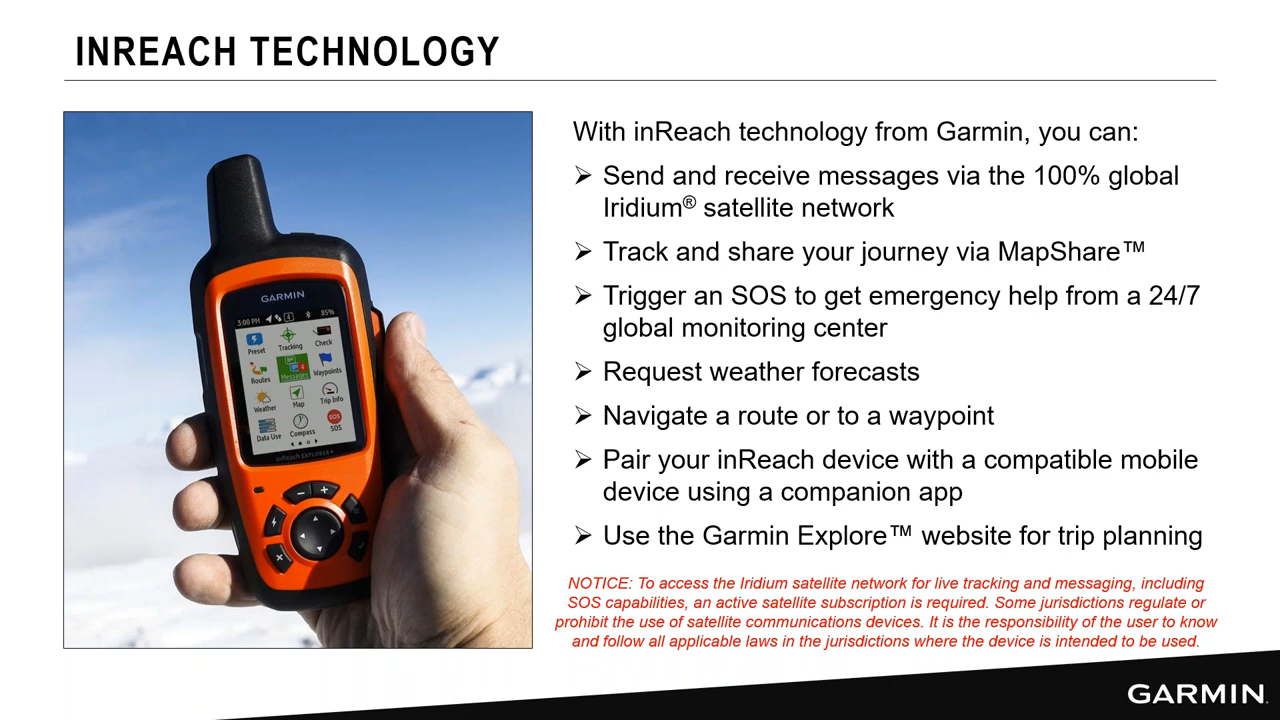 INREACH TECHNOLOGY
GARMIN
3:00 PM 4 85%
Preset Tracking Check
Routes Messages 4 Waypoints
Weather Map Trip Info
Data Use Compass SOS SOS
inReach EXPLORER+
With inReach technology from Garmin, you can:
➢ Send and receive messages via the 100% global
Iridium® satellite network
➢ Track and share your journey via MapShare™
➢ Trigger an SOS to get emergency help from a 24/7
global monitoring center
➢ Request weather forecasts
➢ Navigate a route or to a waypoint
➢ Pair your inReach device with a compatible mobile
device using a companion app
➢ Use the Garmin Explore™ website for trip planning
NOTICE: To access the Iridium satellite network for live tracking and messaging, including
SOS capabilities, an active satellite subscription is required. Some jurisdictions regulate or
prohibit the use of satellite communications devices. It is the responsibility of the user to know
and follow all applicable laws in the jurisdictions where the device is intended to be used.
GARMIN